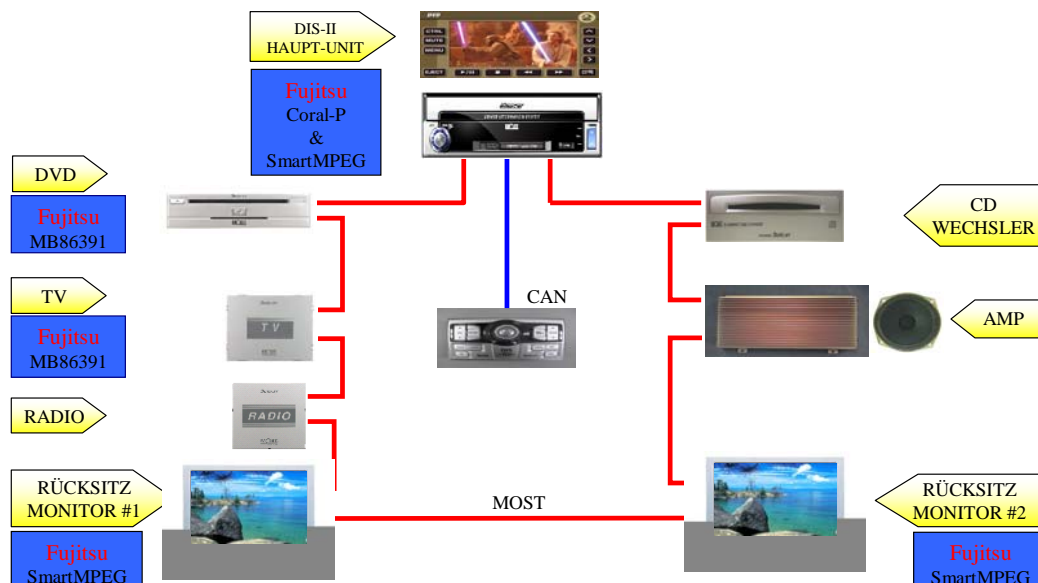 DIS-II
HAUPT-UNIT
DVD
CTRL
MUTE
MENU
EJECT
Fujitsu
Coral-P
&
SmartMPEG
DVD
Fujitsu
MB86391
CD
WECHSLER
TV
Fujitsu
MB86391
TV
CAN
AMP
RADIO
RADIO
RÜCKSITZ
MONITOR #1
Fujitsu
SmartMPEG
MOST
RÜCKSITZ
MONITOR #2
Fujitsu
SmartMPEG